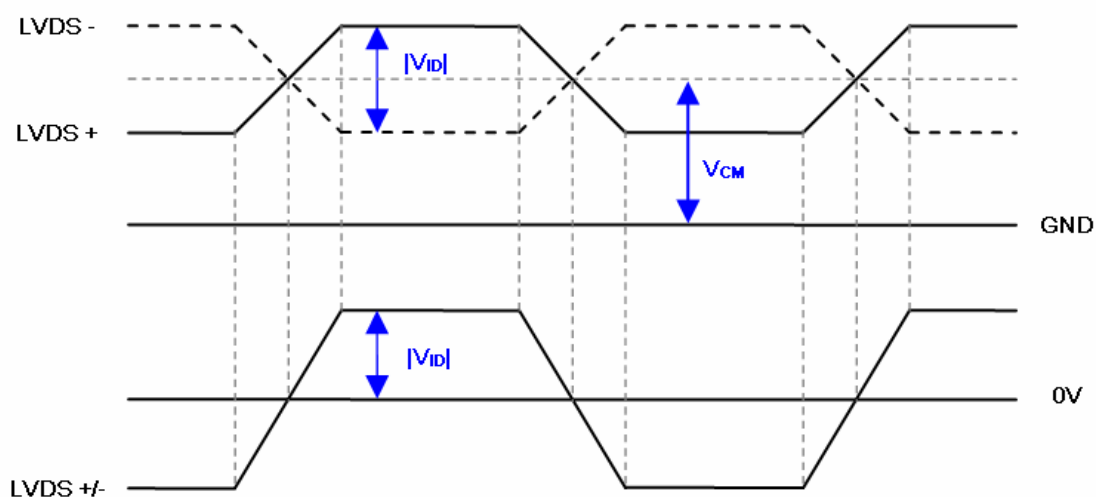 LVDS -
|VID|
LVDS +
VCM
GND
|VID|
0V
LVDS +/-